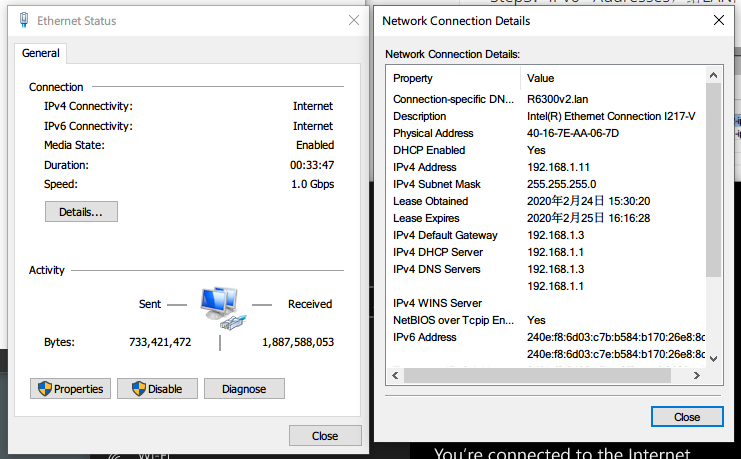 Ethernet Status
General
Connection
IPv4 Connectivity: Internet
IPv6 Connectivity: Internet
Media State: Enabled
Duration: 00:33:47
Speed: 1.0 Gbps
Details...
Activity
Sent Received
Bytes: 733,421,472 1,887,588,053
Properties Disable Diagnose
Close
Network Connection Details
Network Connection Details:
Property Value
Connection-specific DN... R6300v2.lan
Description Intel(R) Ethernet Connection I217-V
Physical Address 40-16-7E-AA-06-7D
DHCP Enabled Yes
IPv4 Address 192.168.1.11
IPv4 Subnet Mask 255.255.255.0
Lease Obtained 2020年2月24日 15:30:20
Lease Expires 2020年2月25日 16:16:28
IPv4 Default Gateway 192.168.1.3
IPv4 DHCP Server 192.168.1.1
IPv4 DNS Servers 192.168.1.3
192.168.1.1
IPv4 WINS Server
NetBIOS over Tcpip En... Yes
IPv6 Address 240e:f8:6d03:c7b:b584:b170:26e8:8c
240e:f8:6d03:c7e:b584:b170:26e8:8c
Close
You're connected to the Internet